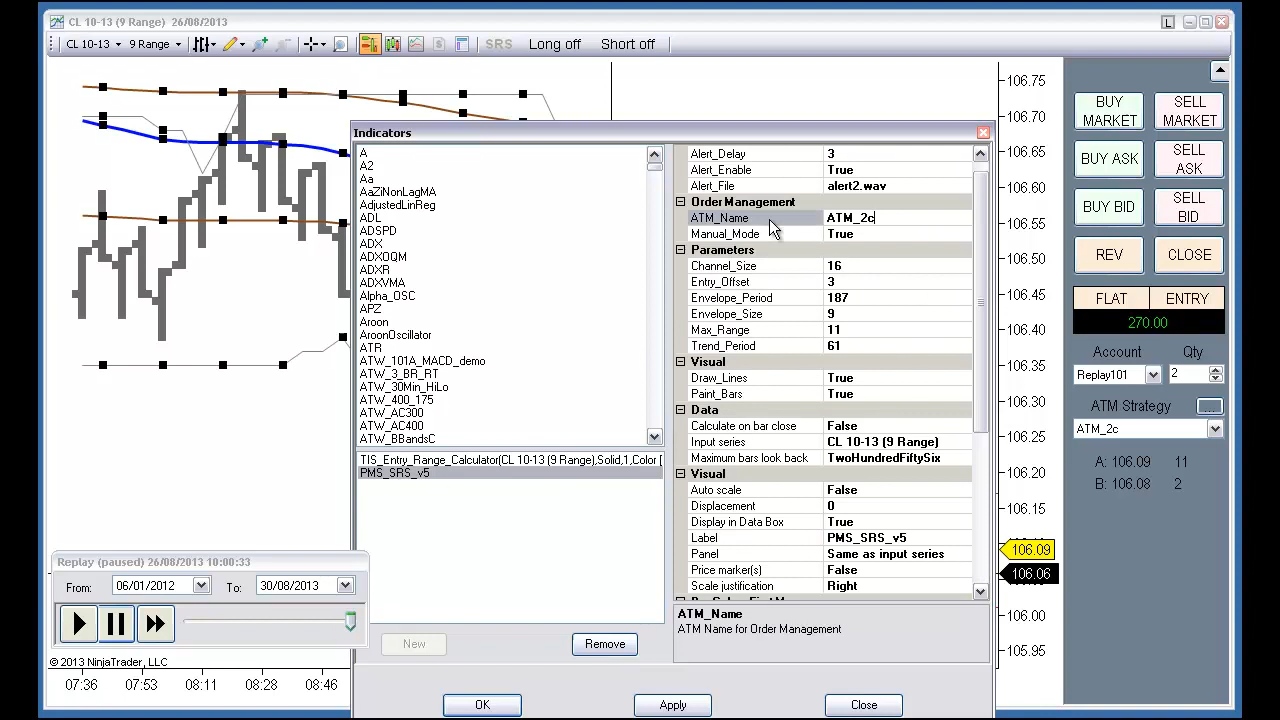 CL 10-13 (9 Range)  26/08/2013
L
CL 10-13
9 Range
SRS
Long off
Short off
Indicators
A
A2
Aa
AaZiNonLagMA
AdjustedLinReg
ADL
ADSPD
ADX
ADXDQM
ADXR
ADXVMA
Alpha_OSC
APZ
Aroon
AroonOscillator
ATR
ATW_101A_MACD_demo
ATW_3_BR_RT
ATW_30Min_HiLo
ATW_400_175
ATW_AC300
ATW_AC400
ATW_BBandsC
TIS_Entry_Range_Calculator(CL 10-13 (9 Range),Solid,1,Color [
PMS_SRS_v5
New
Remove
Alert_Delay 3
Alert_Enable True
Alert_File alert2.wav
Order Management
ATM_Name ATM_2c
Manual_Mode True
Parameters
Channel_Size 16
Entry_Offset 3
Envelope_Period 187
Envelope_Size 9
Max_Range 11
Trend_Period 61
Visual
Draw_Lines True
Paint_Bars True
Data
Calculate on bar close False
Input series CL 10-13 (9 Range)
Maximum bars look back TwoHundredFiftySix
Visual
Auto scale False
Displacement 0
Display in Data Box True
Label PMS_SRS_v5
Panel Same as input series
Price marker(s) False
Scale justification Right
ATM_Name
ATM Name for Order Management
OK
Apply
Close
106.75
106.70
106.65
106.60
106.55
106.50
106.45
106.40
106.35
106.30
106.25
106.20
106.15
106.09
106.06
106.00
105.95
BUY MARKET
SELL MARKET
BUY ASK
SELL ASK
BUY BID
SELL BID
REV
CLOSE
FLAT
ENTRY
270.00
Account
Qty
Replay101
2
ATM Strategy
...
ATM_2c
A: 106.09 11
B: 106.08 2
Replay (paused) 26/08/2013 10:00:33
From: 06/01/2012
To: 30/08/2013
© 2013 NinjaTrader, LLC
07:36
07:53
08:11
08:28
08:46